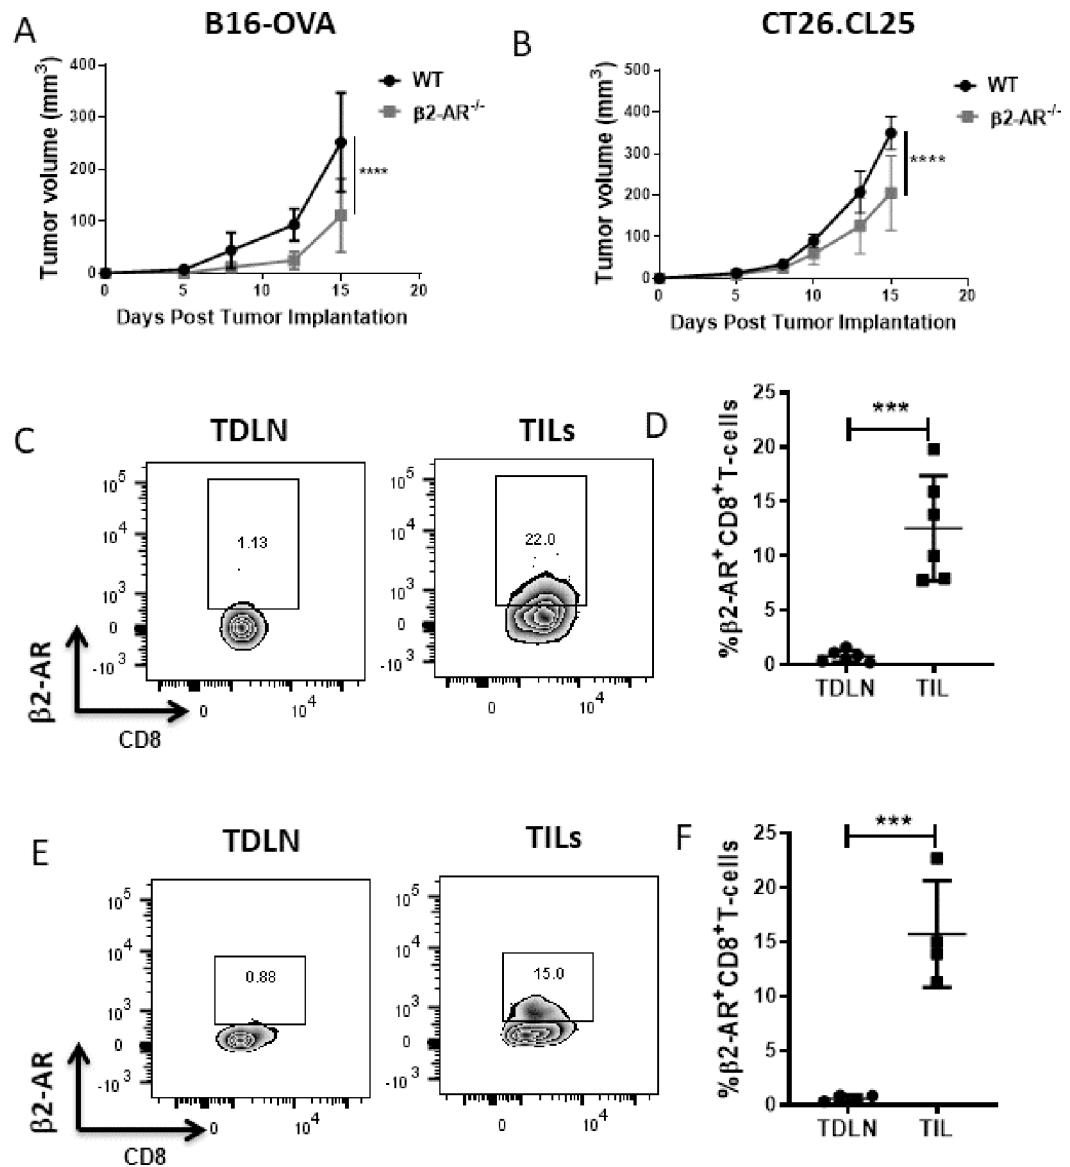 A
B16-OVA
Tumor volume (mm³)
400
300
200
100
0
0
5
10
15
20
Days Post Tumor Implantation
WT
β2-AR-/-
****
B
CT26.CL25
Tumor volume (mm³)
500
400
300
200
100
0
0
5
10
15
20
Days Post Tumor Implantation
WT
β2-AR-/-
****
C
TDLN
TILs
10⁵
10⁴
10³
0
-10³
1.13
0
10⁴
10⁵
10⁴
10³
0
-10³
22.0
0
10⁴
β2-AR
CD8
D
%β2-AR⁺CD8⁺T-cells
25
20
15
10
5
0
***
TDLN
TIL
E
TDLN
TILs
10⁵
10⁴
10³
0
-10³
0.88
0
10⁴
10⁵
10⁴
10³
0
-10³
15.0
0
10⁴
β2-AR
CD8
F
%β2-AR⁺CD8⁺T-cells
25
20
15
10
5
0
***
TDLN
TIL